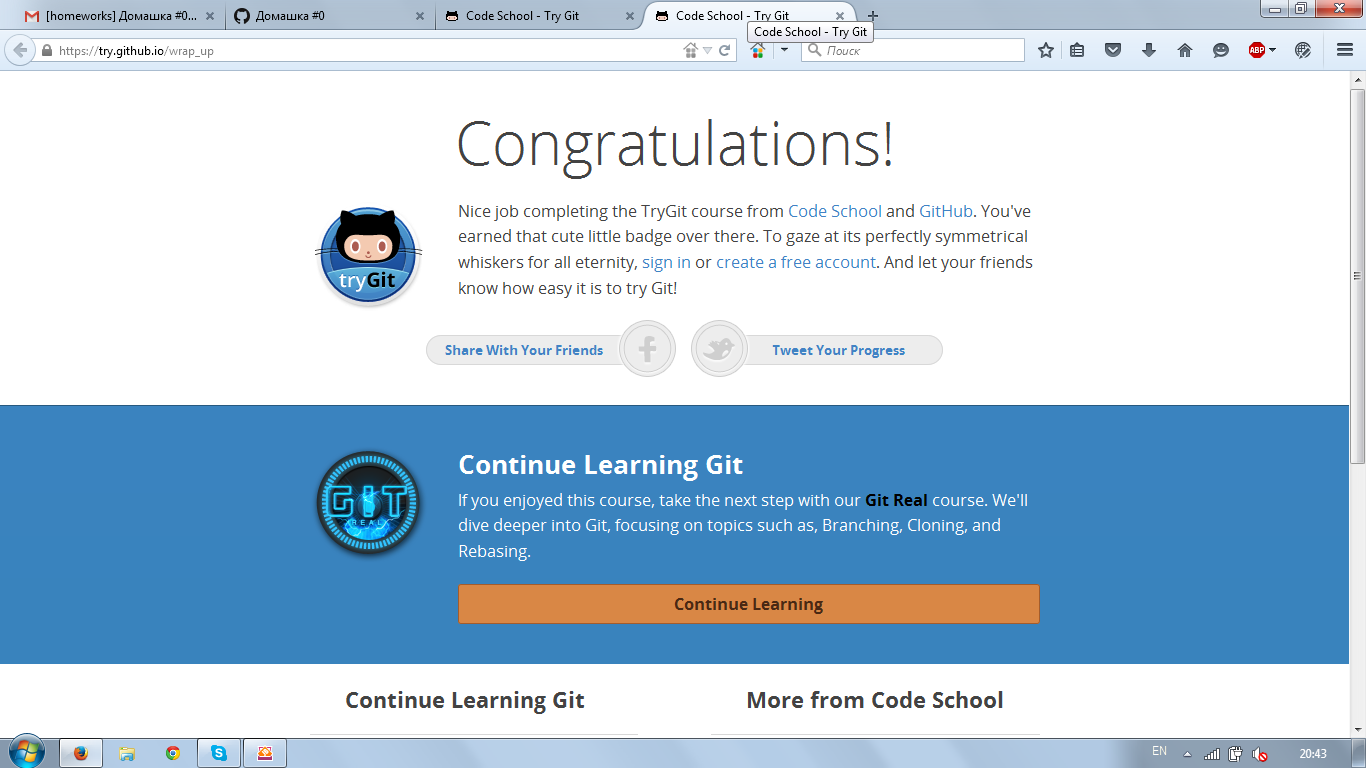 [homeworks] Домашка #0...
Домашка #0
Code School - Try Git
Code School - Try Git
Code School - Try Git
https://try.github.io/wrap_up
Поиск
ABP
Congratulations!
Nice job completing the TryGit course from Code School and GitHub. You've
earned that cute little badge over there. To gaze at its perfectly symmetrical
whiskers for all eternity, sign in or create a free account. And let your friends
know how easy it is to try Git!
tryGit
Share With Your Friends
Tweet Your Progress
Continue Learning Git
If you enjoyed this course, take the next step with our Git Real course. We'll
dive deeper into Git, focusing on topics such as, Branching, Cloning, and
Rebasing.
GIT
REAL
Continue Learning
Continue Learning Git
More from Code School
EN
20:43